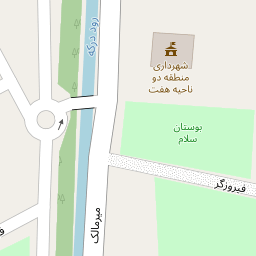 رود درکه
شهرداری
منطقه دو
ناحیه هفت
بوستان
سلام
فیروزگر
میرمالک